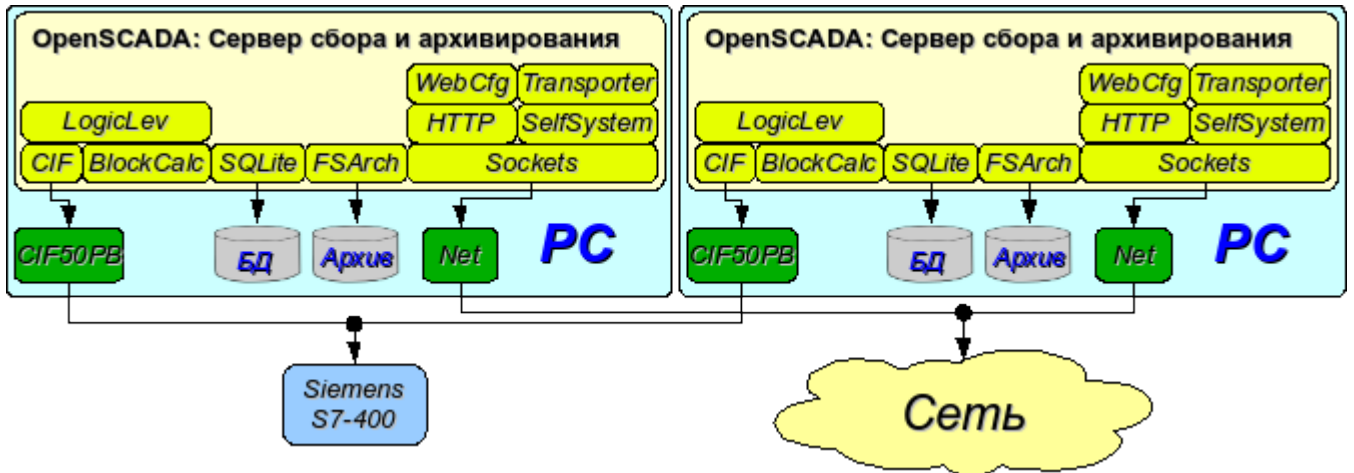 OpenSCADA: Сервер сбора и архивирования
WebCfg Transporter
LogicLev HTTP SelfSystem
CIF BlockCalc SQLite FSArch Sockets
CIF50PB БД Архив Net PC
OpenSCADA: Сервер сбора и архивирования
WebCfg Transporter
LogicLev HTTP SelfSystem
CIF BlockCalc SQLite FSArch Sockets
CIF50PB БД Архив Net PC
Siemens
S7-400
Сеть